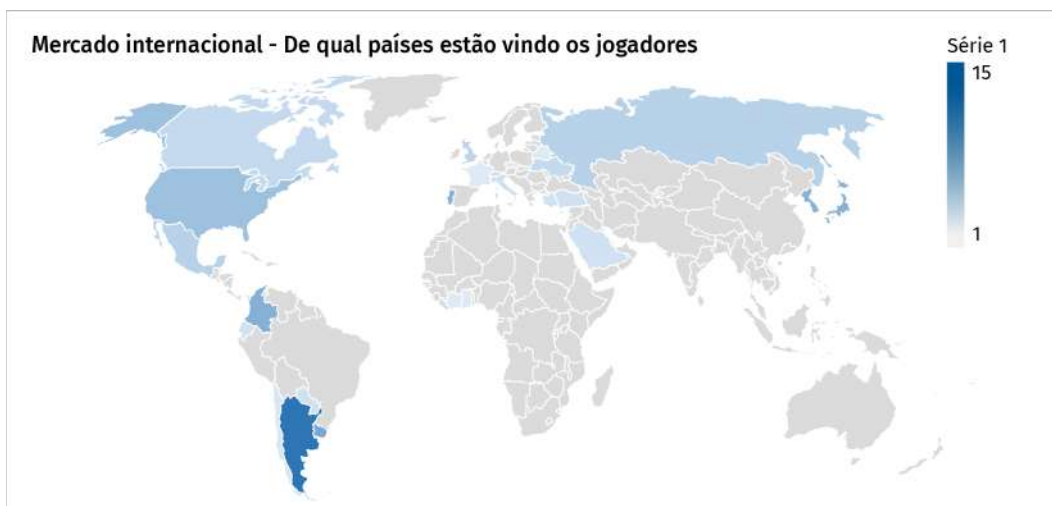 Mercado internacional - De qual países estão vindo os jogadores
Série 1
15
1